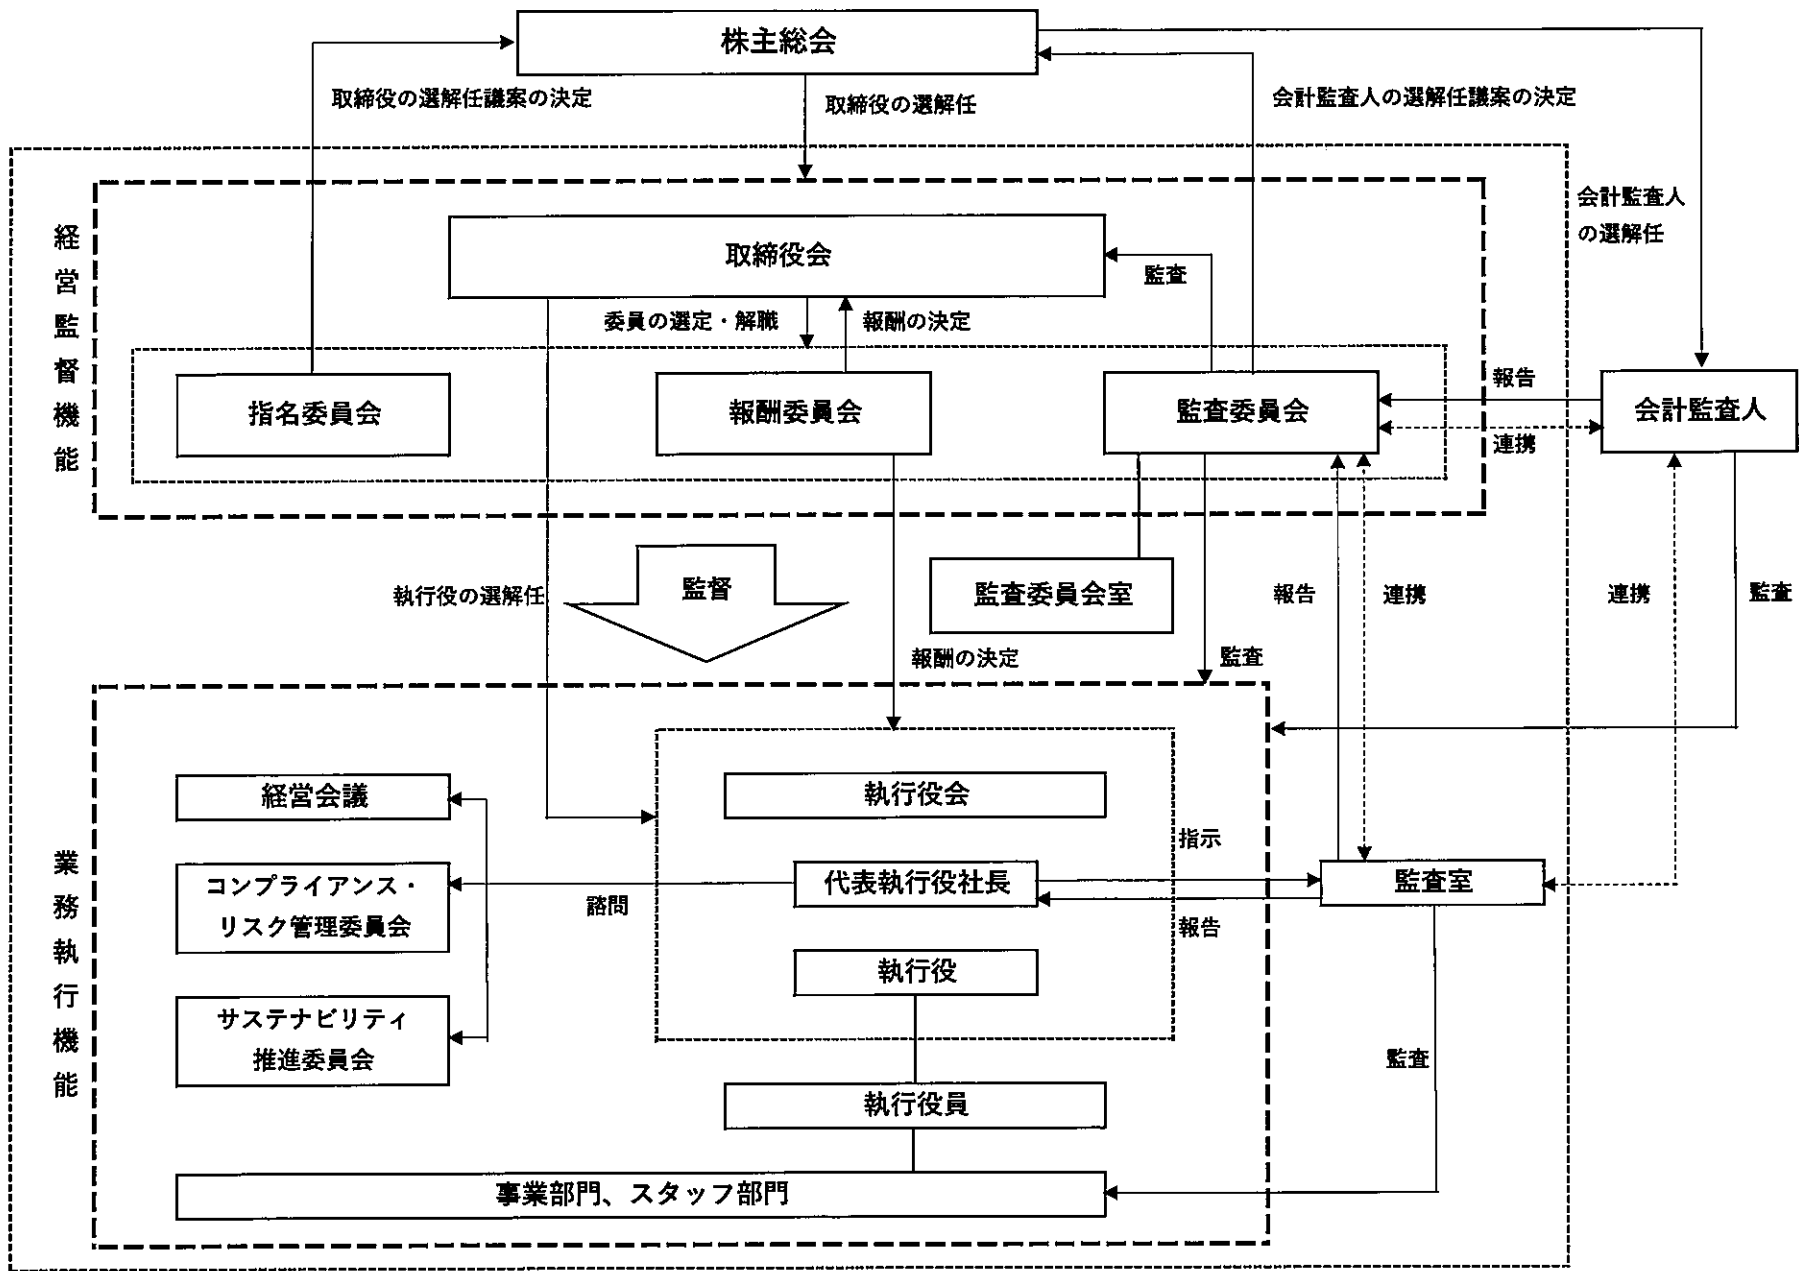 株主総会
取締役の選解任議案の決定
取締役の選解任
会計監査人の選解任議案の決定
会計監査人
の選解任
経営監督機能
取締役会
監査
委員の選定・解職
報酬の決定
指名委員会
報酬委員会
監査委員会
報告
連携
会計監査人
執行役の選解任
監督
監査委員会室
報告
連携
連携
監査
報酬の決定
監査
業務執行機能
経営会議
執行役会
指示
コンプライアンス・
リスク管理委員会
諮問
代表執行役社長
監査室
報告
執行役
サステナビリティ
推進委員会
監査
執行役員
事業部門、スタッフ部門